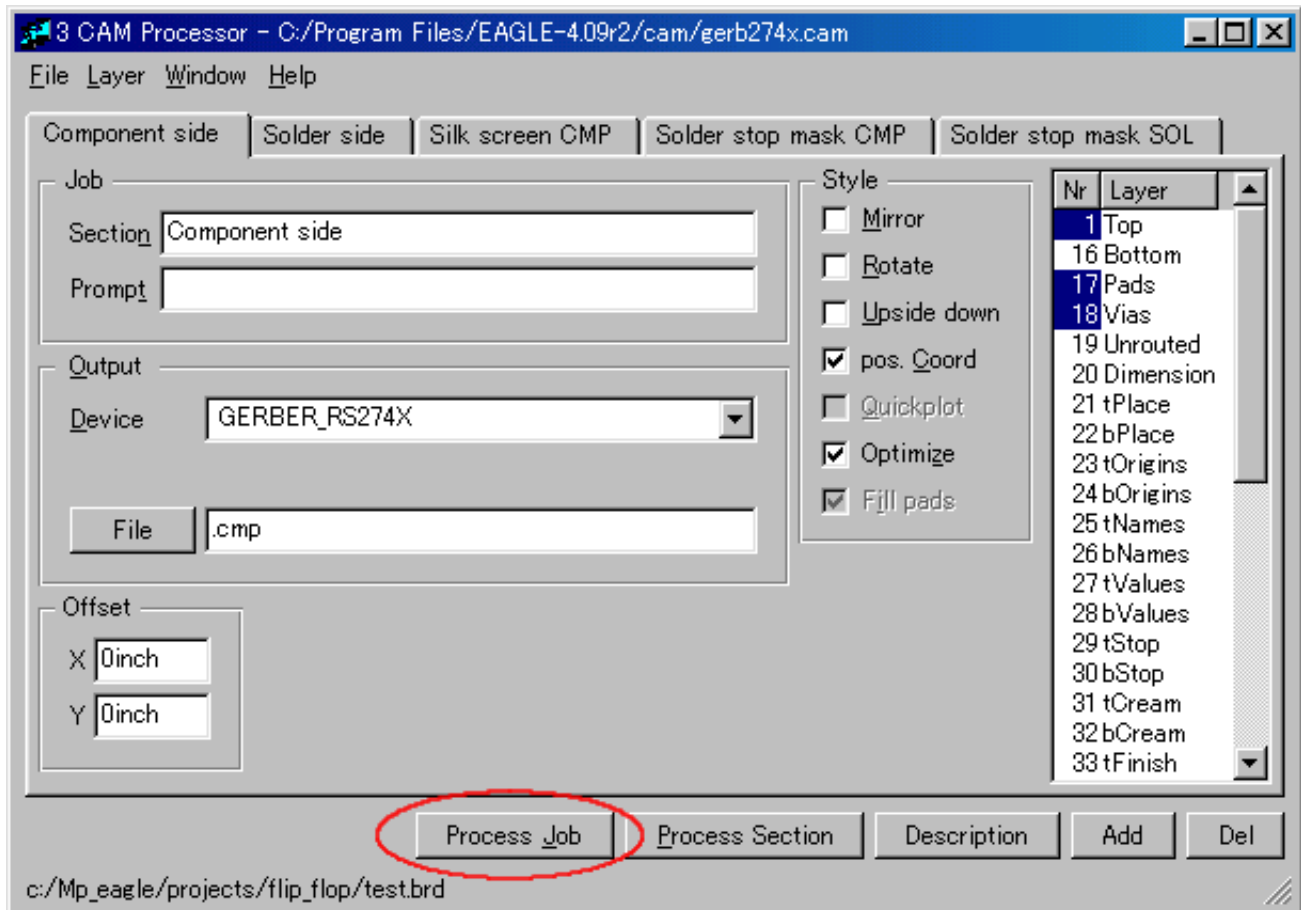 3 CAM Processor - C:/Program Files/EAGLE-4.09r2/cam/gerb274x.cam
File Layer Window Help
Component side Solder side Silk screen CMP Solder stop mask CMP Solder stop mask SOL
Job
Section Component side
Prompt
Output
Device GERBER_RS274X
File .cmp
Offset
X 0inch
Y 0inch
Style
Mirror
Rotate
Upside down
pos. Coord
Quickplot
Optimize
Fill pads
Nr Layer
1 Top
16 Bottom
17 Pads
18 Vias
19 Unrouted
20 Dimension
21 tPlace
22 bPlace
23 tOrigins
24 bOrigins
25 tNames
26 bNames
27 tValues
28 bValues
29 tStop
30 bStop
31 tCream
32 bCream
33 tFinish
Process Job Process Section Description Add Del
c:/Mp_eagle/projects/flip_flop/test.brd